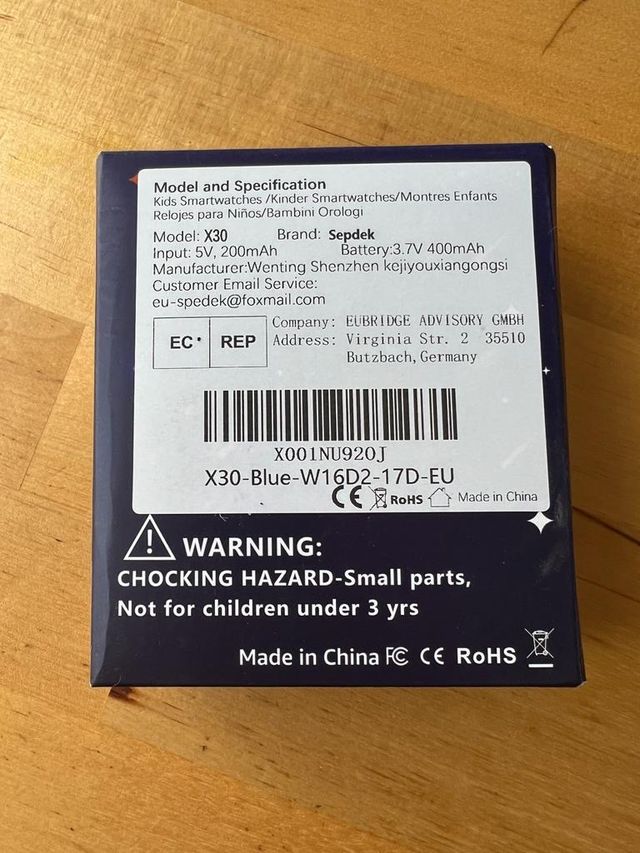 Model and Specification
Kids Smartwatches /Kinder Smartwatches/Montres Enfants
Relojes para Niños/Bambini Orologi
Model: X30 Brand: Sepdek
Input: 5V, 200mAh Battery:3.7V 400mAh
Manufacturer:Wenting Shenzhen kejiyouxiangongsi
Customer Email Service:
eu-spedek@foxmail.com
EC REP
Company: EUBRIDGE ADVISORY GMBH
Address: Virginia Str. 2 35510
Butzbach, Germany
X001NU920J
X30-Blue-W16D2-17D-EU
CE RoHS Made in China
WARNING:
CHOCKING HAZARD-Small parts,
Not for children under 3 yrs
Made in China FC CE RoHS